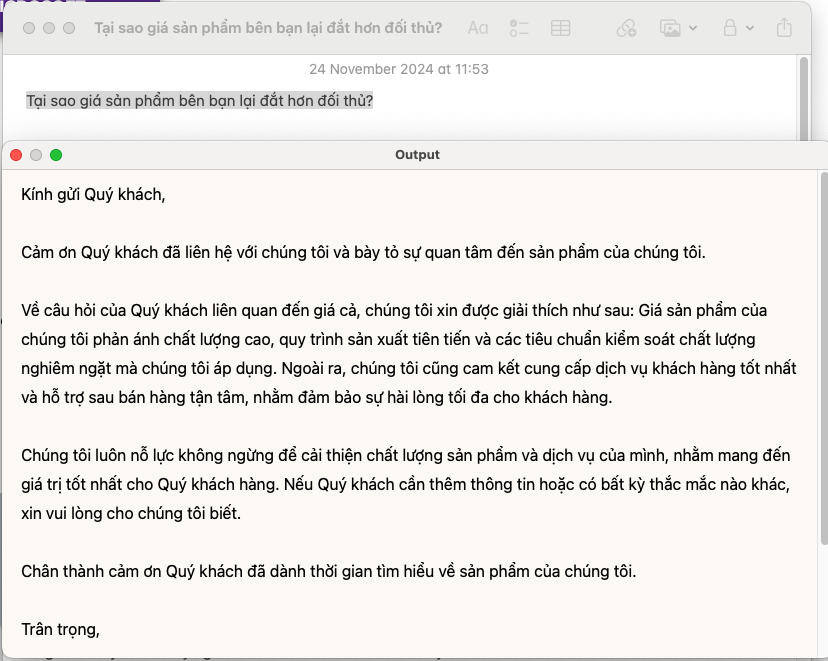 Tại sao giá sản phẩm bên bạn lại đắt hơn đối thủ?
Aa
24 November 2024 at 11:53
Tại sao giá sản phẩm bên bạn lại đắt hơn đối thủ?
Output
Kính gửi Quý khách,
Cảm ơn Quý khách đã liên hệ với chúng tôi và bày tỏ sự quan tâm đến sản phẩm của chúng tôi.
Về câu hỏi của Quý khách liên quan đến giá cả, chúng tôi xin được giải thích như sau: Giá sản phẩm của
chúng tôi phản ánh chất lượng cao, quy trình sản xuất tiên tiến và các tiêu chuẩn kiểm soát chất lượng
nghiêm ngặt mà chúng tôi áp dụng. Ngoài ra, chúng tôi cũng cam kết cung cấp dịch vụ khách hàng tốt nhất
và hỗ trợ sau bán hàng tận tâm, nhằm đảm bảo sự hài lòng tối đa cho khách hàng.
Chúng tôi luôn nỗ lực không ngừng để cải thiện chất lượng sản phẩm và dịch vụ của mình, nhằm mang đến
giá trị tốt nhất cho Quý khách hàng. Nếu Quý khách cần thêm thông tin hoặc có bất kỳ thắc mắc nào khác,
xin vui lòng cho chúng tôi biết.
Chân thành cảm ơn Quý khách đã dành thời gian tìm hiểu về sản phẩm của chúng tôi.
Trân trọng,